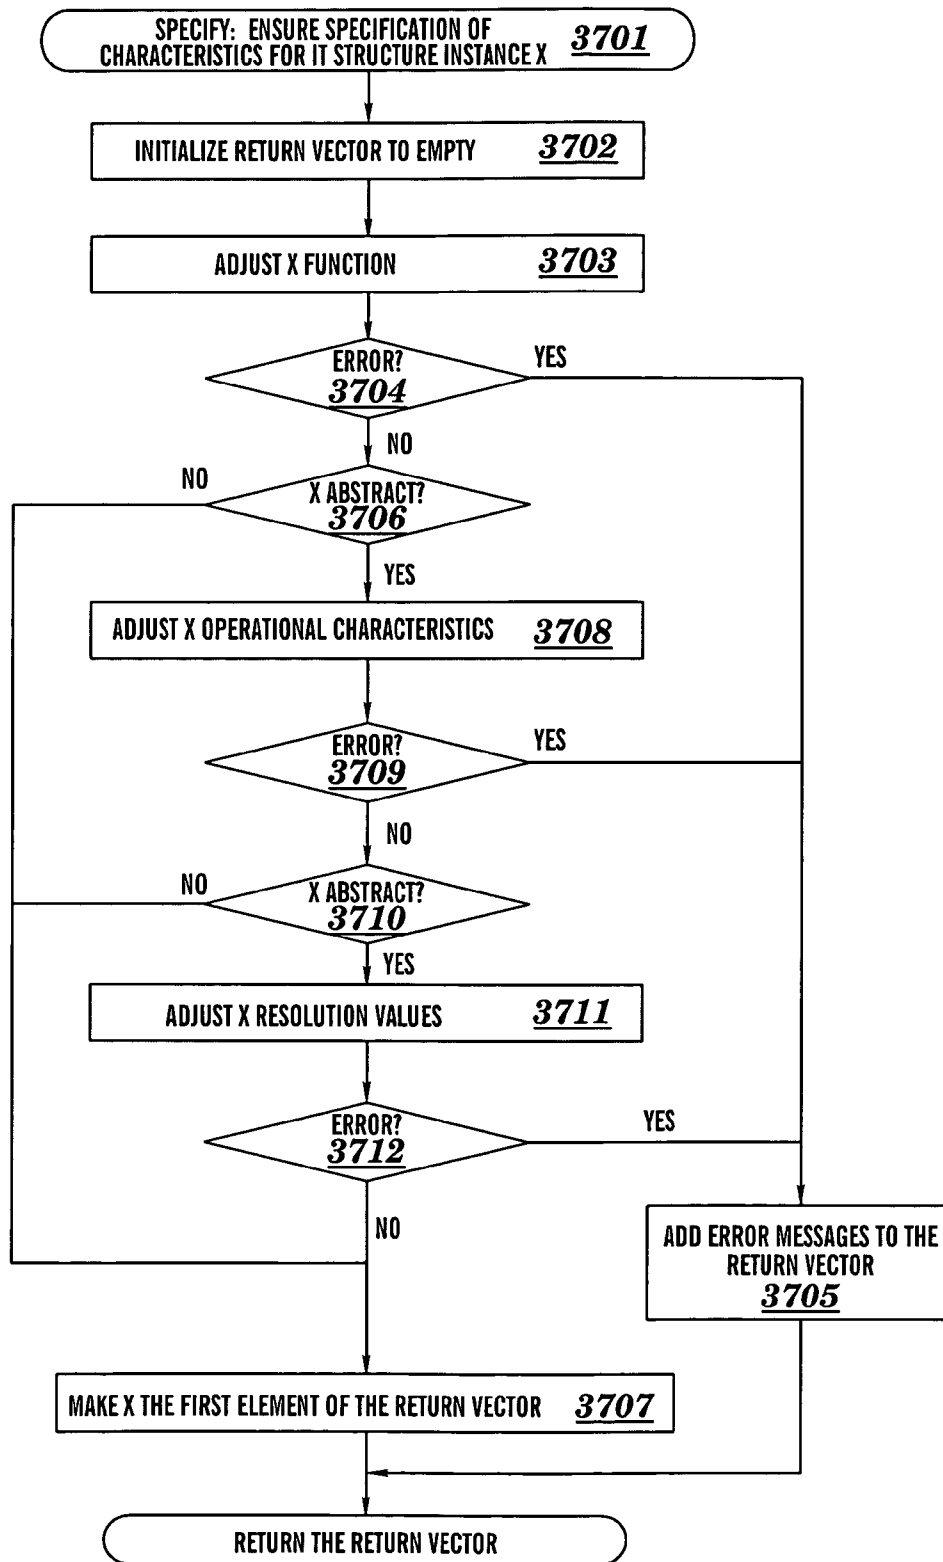 SPECIFY: ENSURE SPECIFICATION OF
CHARACTERISTICS FOR IT STRUCTURE INSTANCE X 3701
INITIALIZE RETURN VECTOR TO EMPTY 3702
ADJUST X FUNCTION 3703
ERROR?
3704
YES
NO
NO
X ABSTRACT?
3706
YES
ADJUST X OPERATIONAL CHARACTERISTICS 3708
ERROR?
3709
YES
NO
NO
X ABSTRACT?
3710
YES
ADJUST X RESOLUTION VALUES 3711
ERROR?
3712
YES
NO
ADD ERROR MESSAGES TO THE
RETURN VECTOR
3705
MAKE X THE FIRST ELEMENT OF THE RETURN VECTOR 3707
RETURN THE RETURN VECTOR